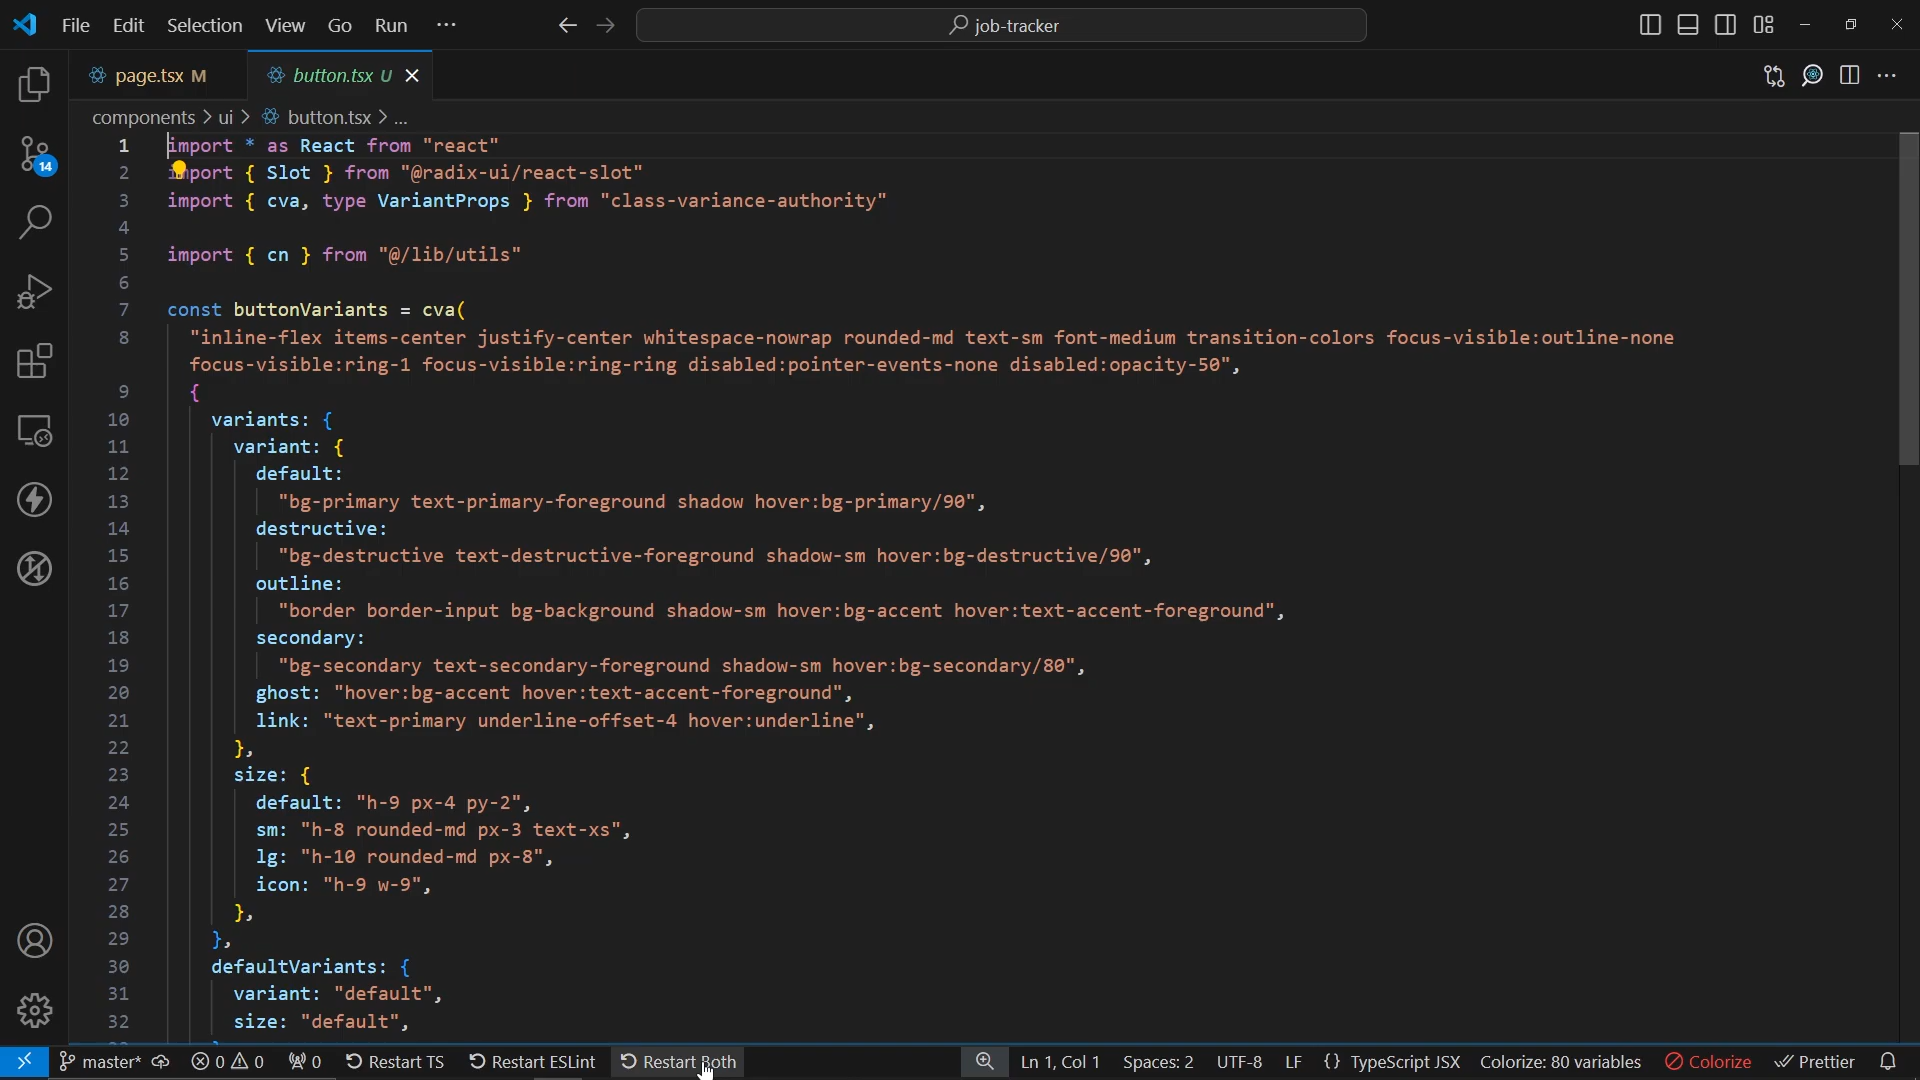 File Edit Selection View Go Run ··· job-tracker
page.tsx M button.tsx U
components > ui > button.tsx > ...
1 import * as React from "react"
2 import { Slot } from "@radix-ui/react-slot"
3 import { cva, type VariantProps } from "class-variance-authority"
4
5 import { cn } from "@/lib/utils"
6
7 const buttonVariants = cva(
8 "inline-flex items-center justify-center whitespace-nowrap rounded-md text-sm font-medium transition-colors focus-visible:outline-none
focus-visible:ring-1 focus-visible:ring-ring disabled:pointer-events-none disabled:opacity-50",
9 {
10 variants: {
11 variant: {
12 default:
13 "bg-primary text-primary-foreground shadow hover:bg-primary/90",
14 destructive:
15 "bg-destructive text-destructive-foreground shadow-sm hover:bg-destructive/90",
16 outline:
17 "border border-input bg-background shadow-sm hover:bg-accent hover:text-accent-foreground",
18 secondary:
19 "bg-secondary text-secondary-foreground shadow-sm hover:bg-secondary/80",
20 ghost: "hover:bg-accent hover:text-accent-foreground",
21 link: "text-primary underline-offset-4 hover:underline",
22 },
23 size: {
24 default: "h-9 px-4 py-2",
25 sm: "h-8 rounded-md px-3 text-xs",
26 lg: "h-10 rounded-md px-8",
27 icon: "h-9 w-9",
28 },
29 },
30 defaultVariants: {
31 variant: "default",
32 size: "default",
14
master* 0 0 0 Restart TS Restart ESLint Restart Both Ln 1, Col 1 Spaces: 2 UTF-8 LF {} TypeScript JSX Colorize: 80 variables Colorize Prettier